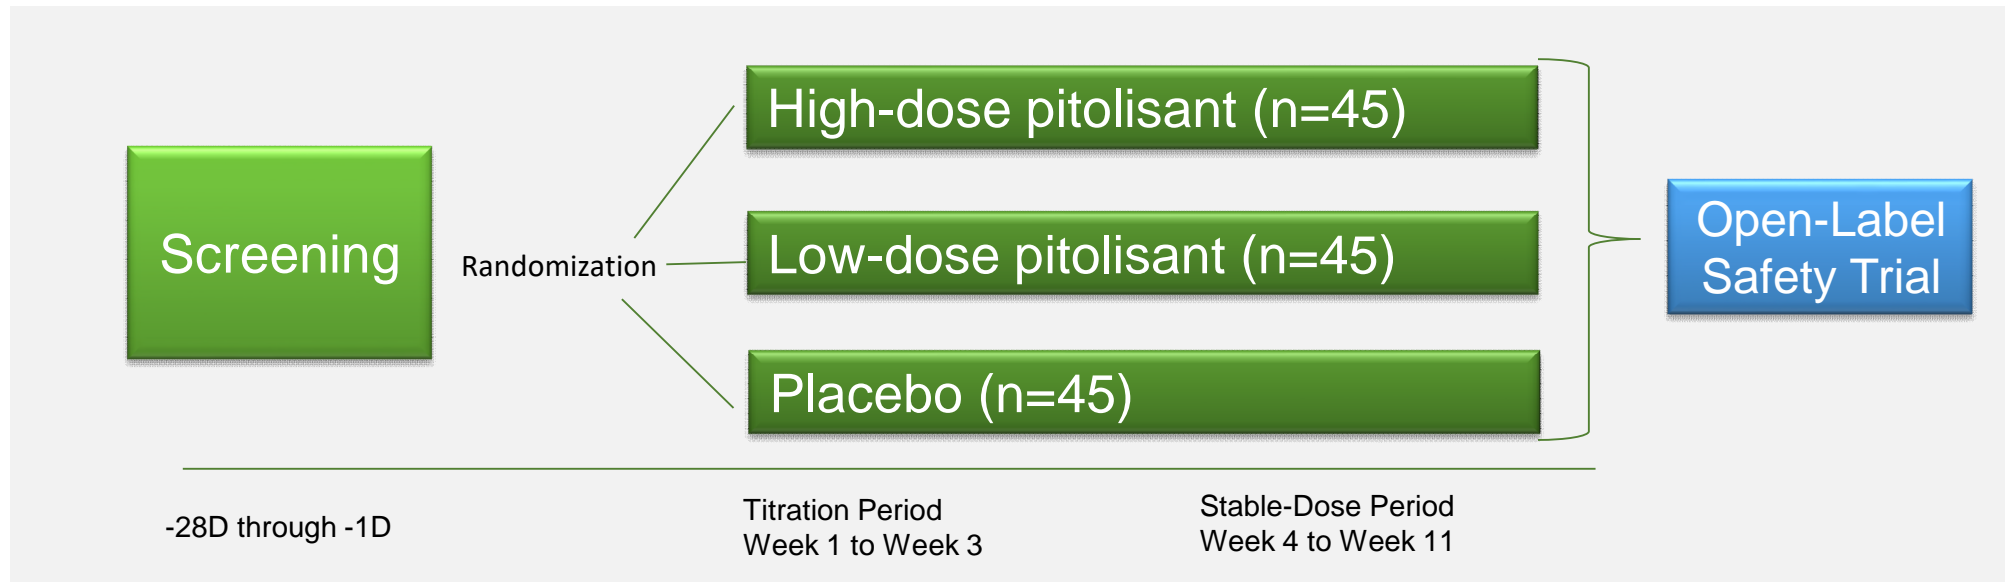 Screening
Randomization
High-dose pitolisant (n=45)
Low-dose pitolisant (n=45)
Placebo (n=45)
Open-Label
Safety Trial
-28D through -1D
Titration Period
Week 1 to Week 3
Stable-Dose Period
Week 4 to Week 11